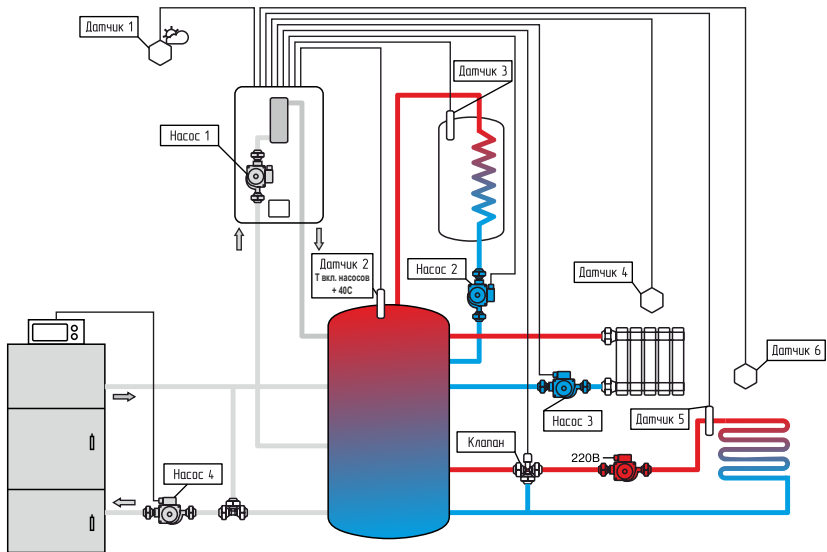 Датчик 1
Датчик 3
Насос 1
Датчик 2
Т вкл. насосов
+ 40С
Насос 2
Датчик 4
Датчик 6
Насос 3
Датчик 5
Клапан
220В
Насос 4